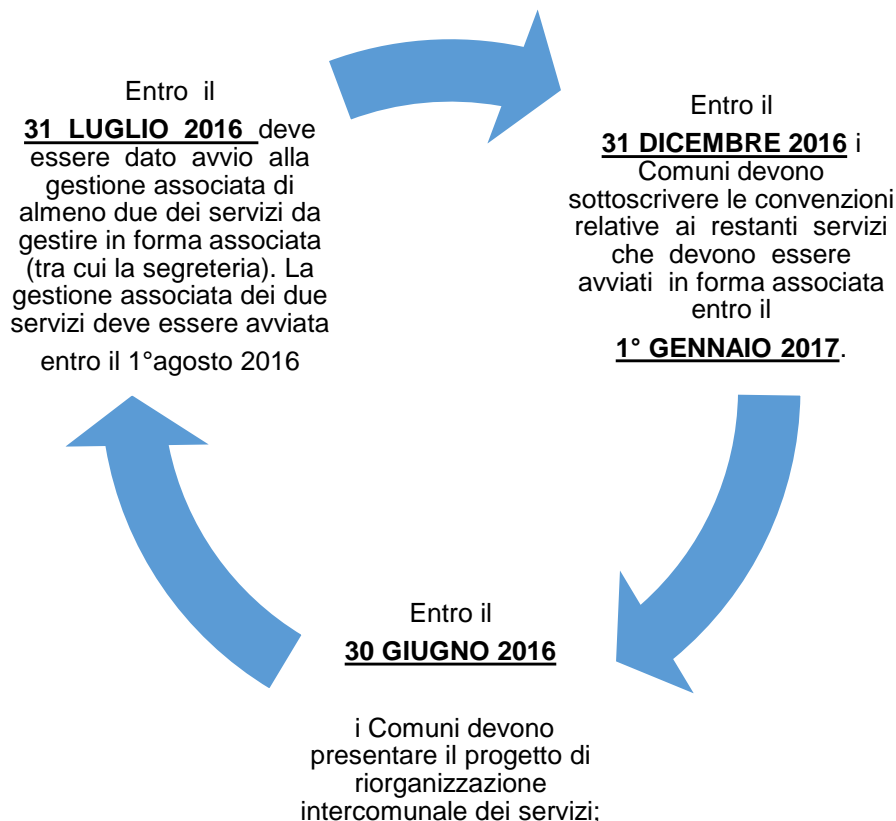 Entro il
31 LUGLIO 2016 deve
essere dato avvio alla
gestione associata di
almeno due dei servizi da
gestire in forma associata
(tra cui la segreteria). La
gestione associata dei due
servizi deve essere avviata
entro il 1°agosto 2016
Entro il
31 DICEMBRE 2016 i
Comuni devono
sottoscrivere le convenzioni
relative ai restanti servizi
che devono essere
avviati in forma associata
entro il
1° GENNAIO 2017.
Entro il
30 GIUGNO 2016
i Comuni devono
presentare il progetto di
riorganizzazione
intercomunale dei servizi;